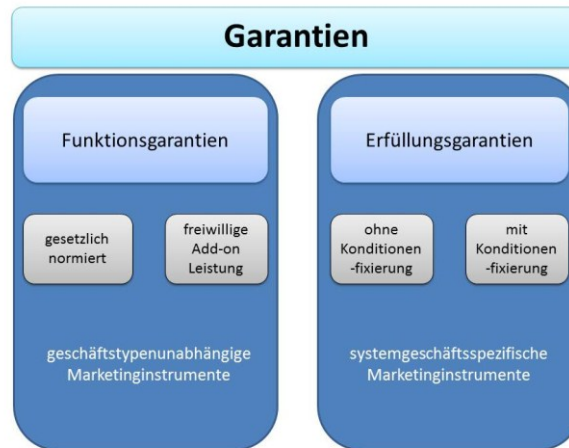 Garantien
Funktionsgarantien
gesetzlich
normiert
freiwillige
Add-on
Leistung
geschäftstypenunabhängige
Marketinginstrumente
Erfüllungsgarantien
ohne
Konditionen
-fixierung
mit
Konditionen
-fixierung
systemgeschäftsspezifische
Marketinginstrumente